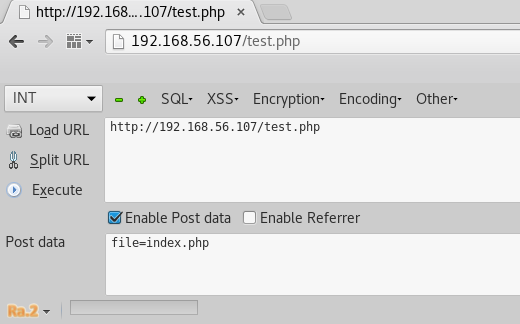 http://192.168....107/test.php ×
192.168.56.107/test.php
INT SQL XSS Encryption Encoding Other
Load URL
http://192.168.56.107/test.php
Split URL
Execute
Enable Post data Enable Referrer
Post data
file=index.php
Ra.2